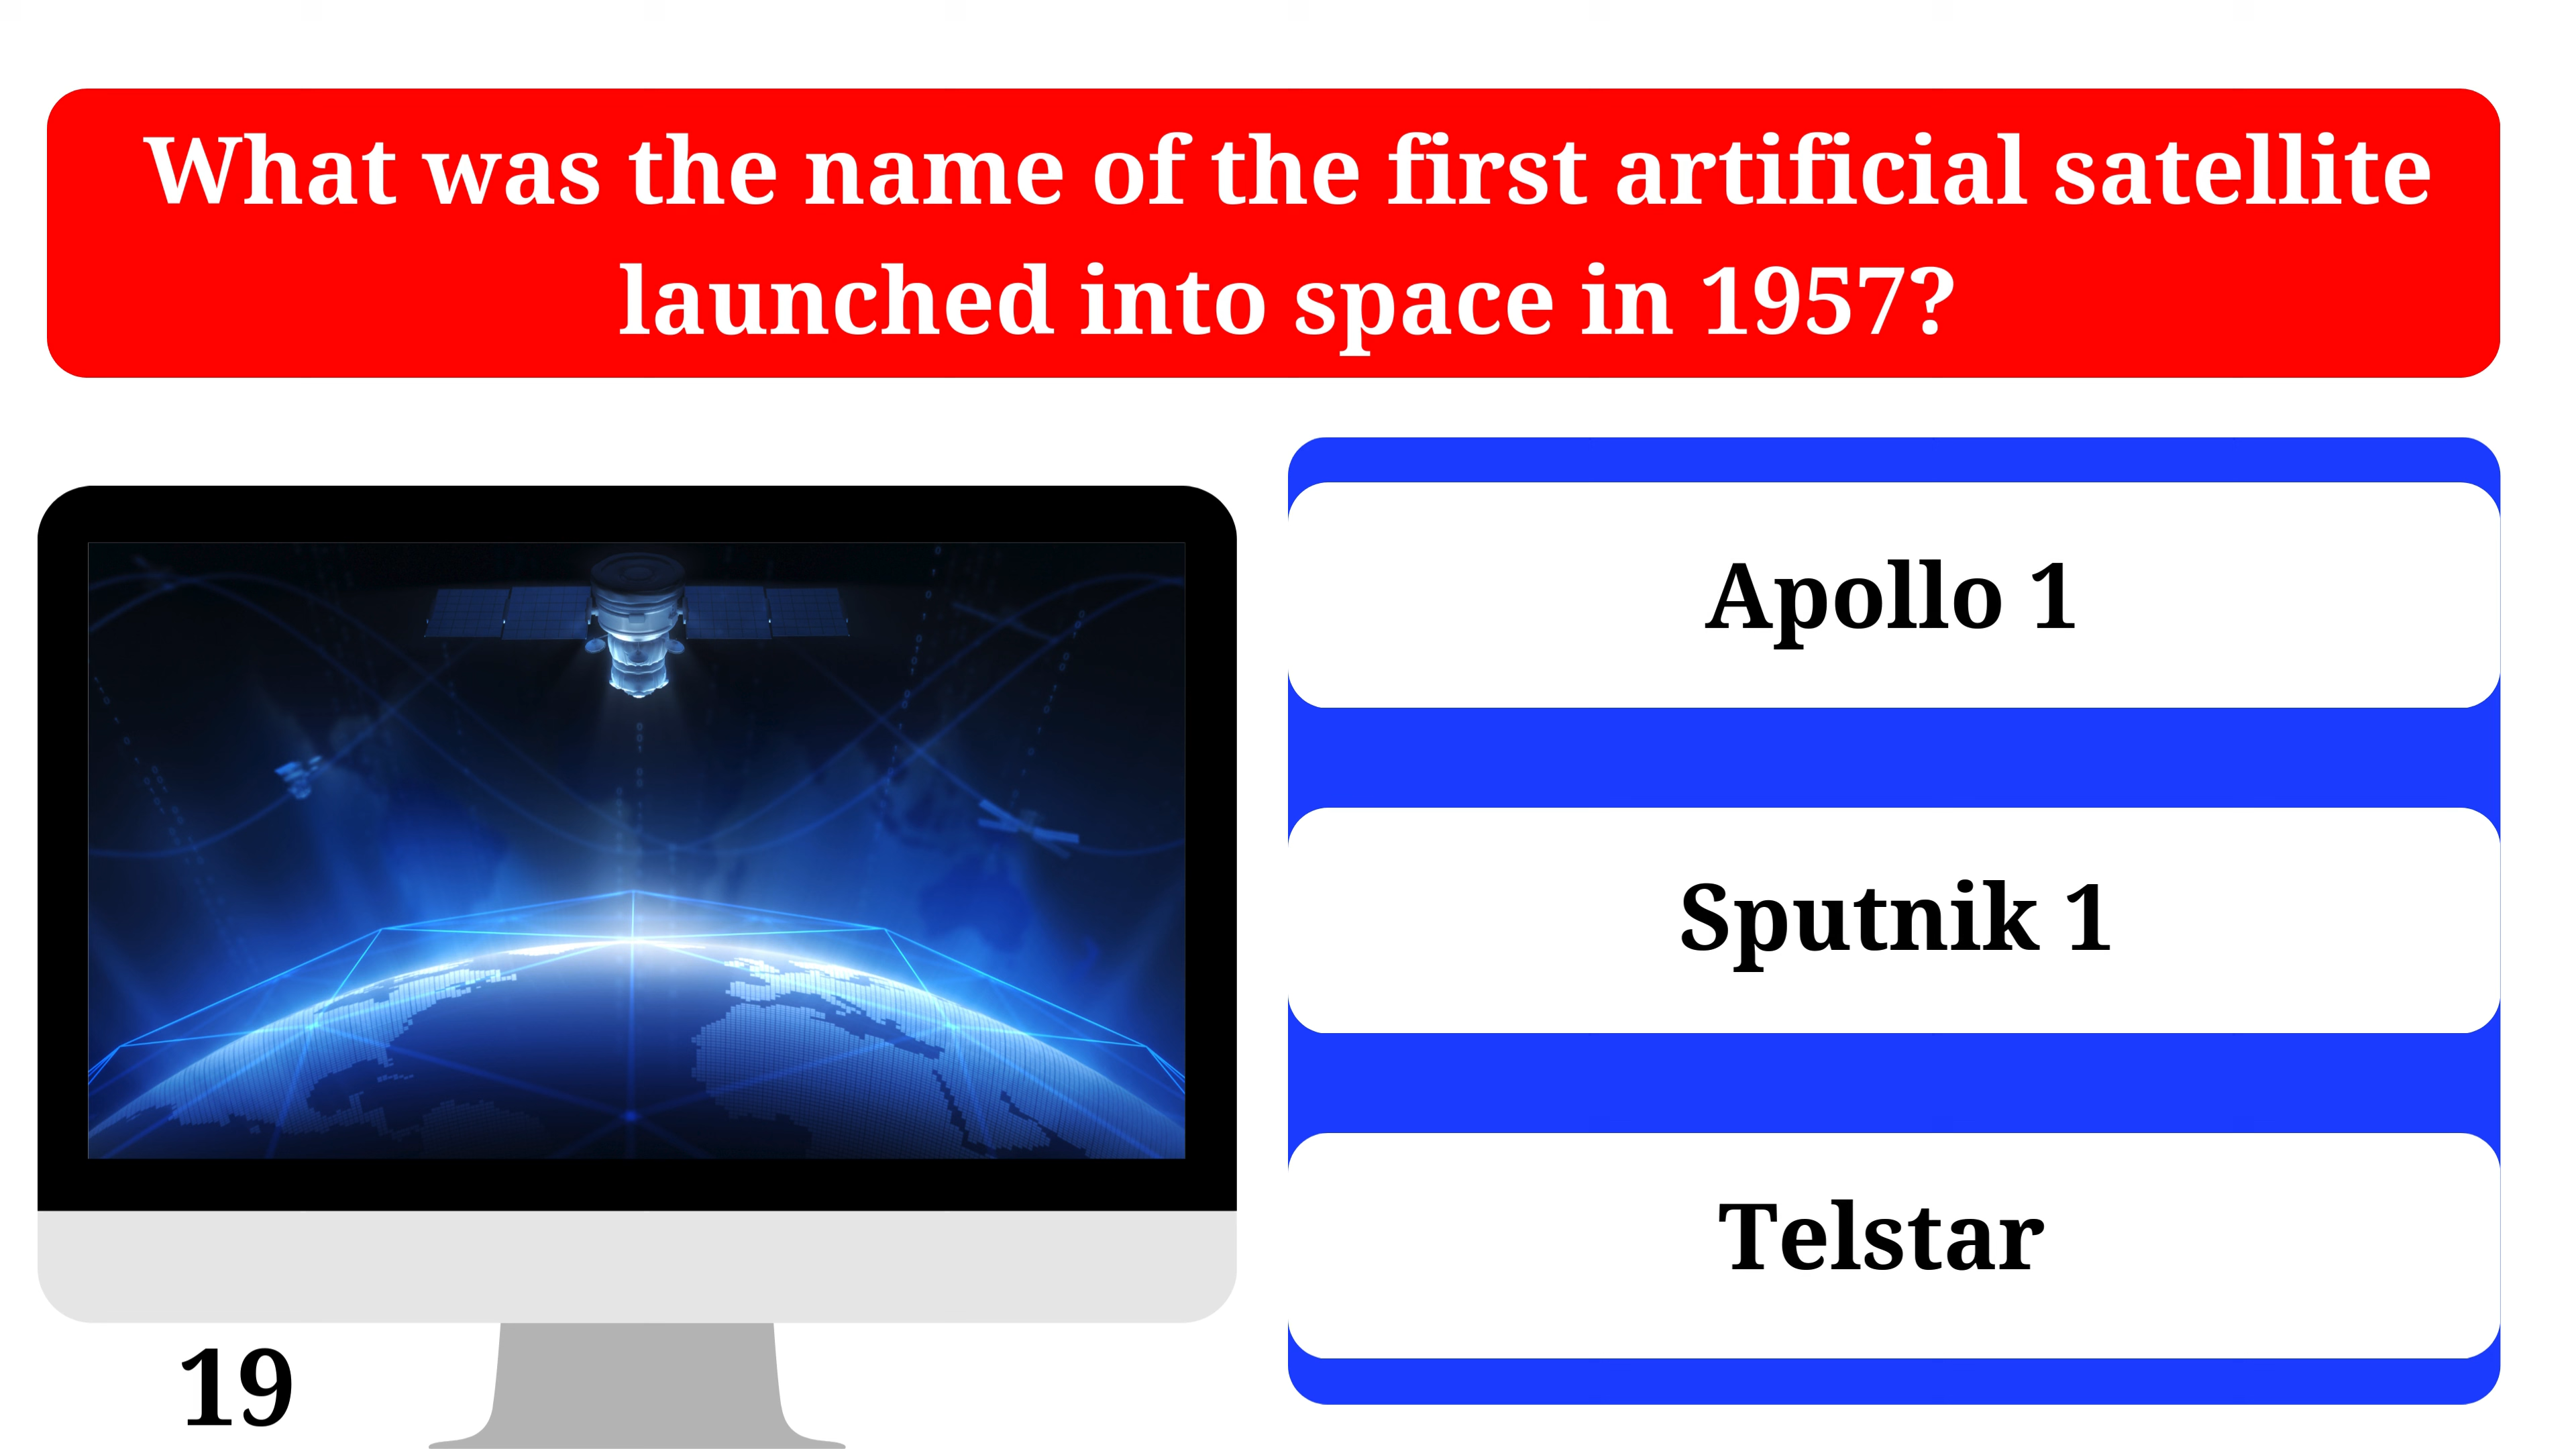 What was the name of the first artificial satellite
launched into space in 1957?
Apollo 1
Sputnik 1
Telstar
19